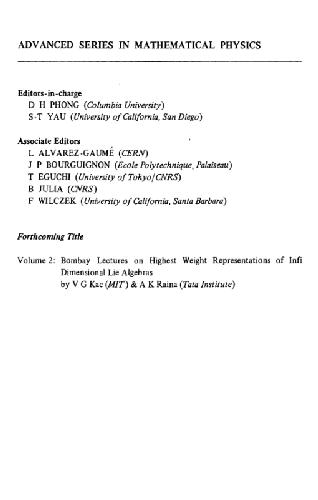 ADVANCED SERIES IN MATHEMATICAL PHYSICS
Editors-in-charge
D H PHONG (Columbia University)
S-T YAU (University of California, San Diego)
Associate Editors
L ALVAREZ-GAUMÉ (CERN)
J P BOURGUIGNON (Ecole Polytechnique, Palaiseau)
T EGUCHI (University of Tokyo/CNRS)
B JULIA (CNRS)
F WILCZEK (University of California, Santa Barbara)
Forthcoming Title
Volume 2: Bombay Lectures on Highest Weight Representations of Infi
Dimensional Lie Algebras
by V G Kac (MIT) & A K Raina (Tata Institute)